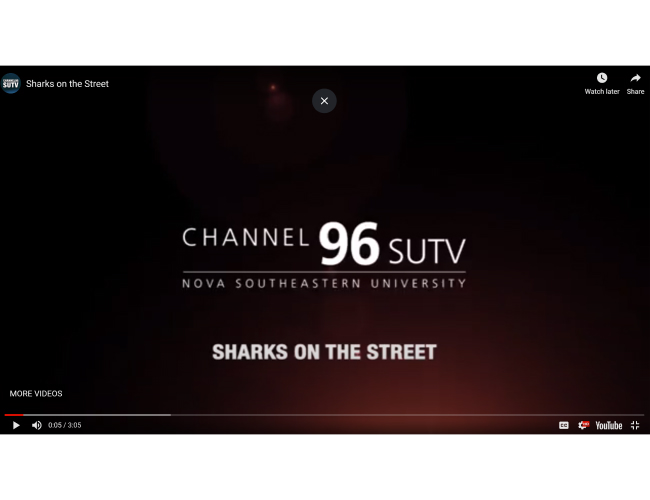 SUTV
Sharks on the Street
Watch later
Share
CHANNEL 96 SUTV
NOVA SOUTHEASTERN UNIVERSITY
SHARKS ON THE STREET
MORE VIDEOS
0:05 / 3:05
CC
YouTube